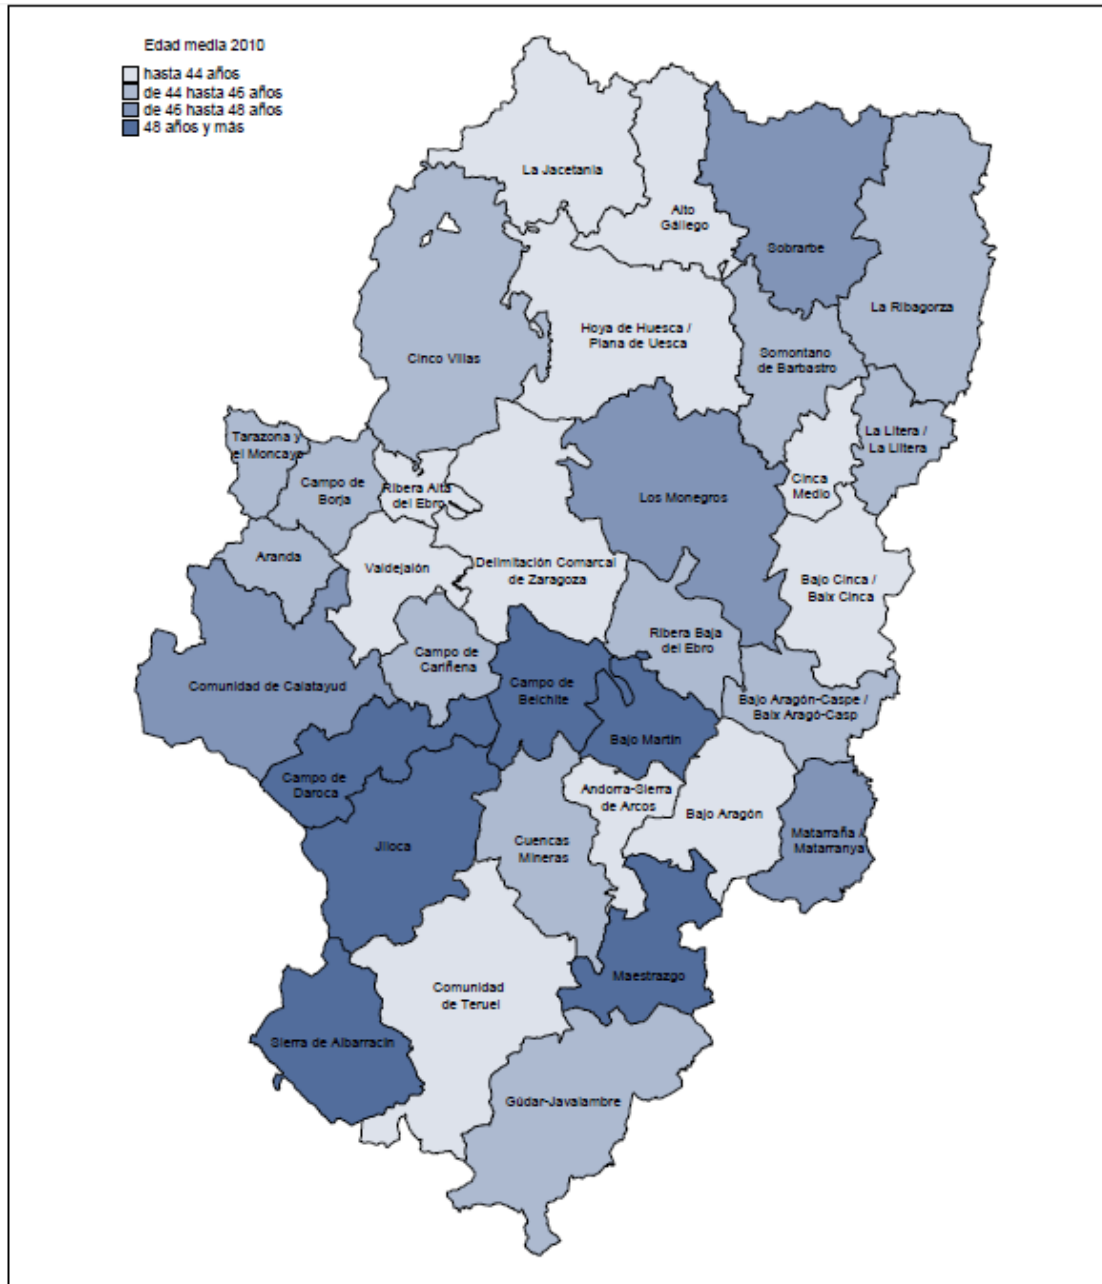 Edad media 2010
hasta 44 años
de 44 hasta 46 años
de 46 hasta 48 años
48 años y más
La Jacetania
Alto
Gállego
Sobrarbe
La Ribagorza
Hoya de Huesca /
Plana de Uesca
Cinco Villas
Somontano
de Barbastro
La Litera /
La Llitera
Tarazona y
el Moncayo
Campo de
Borja
Ribera Alta
del Ebro
Cinca
Medio
Los Monegros
Aranda
Valdejalón
Delimitación Comarcal
de Zaragoza
Bajo Cinca /
Baix Cinca
Ribera Baja
del Ebro
Campo de
Cariñena
Comunidad de Calatayud
Campo de
Belchite
Bajo Aragón-Caspe /
Baix Aragó-Casp
Bajo Martín
Campo de
Daroca
Andorra-Sierra
de Arcos
Bajo Aragón
Jiloca
Cuencas
Mineras
Matarraña /
Matarranya
Maestrazgo
Comunidad
de Teruel
Sierra de Albarracín
Gúdar-Javalambre